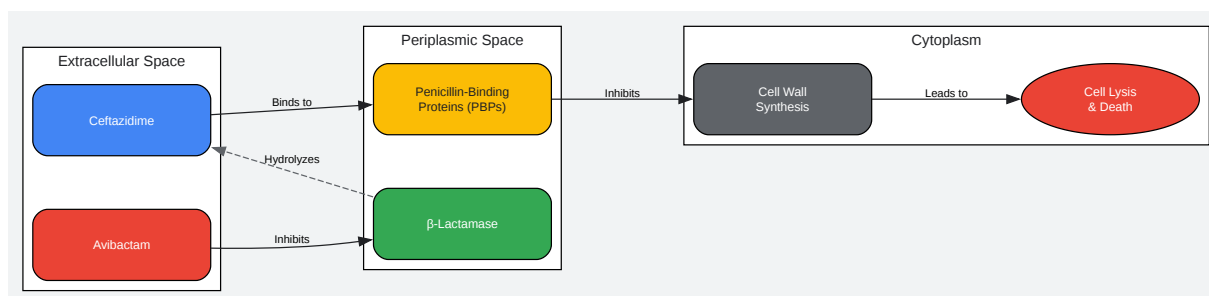 Extracellular Space
Ceftazidime
Avibactam
Binds to
Hydrolyzes
Inhibits
Periplasmic Space
Penicillin-Binding
Proteins (PBPs)
β-Lactamase
Inhibits
Cytoplasm
Cell Wall
Synthesis
Leads to
Cell Lysis
& Death